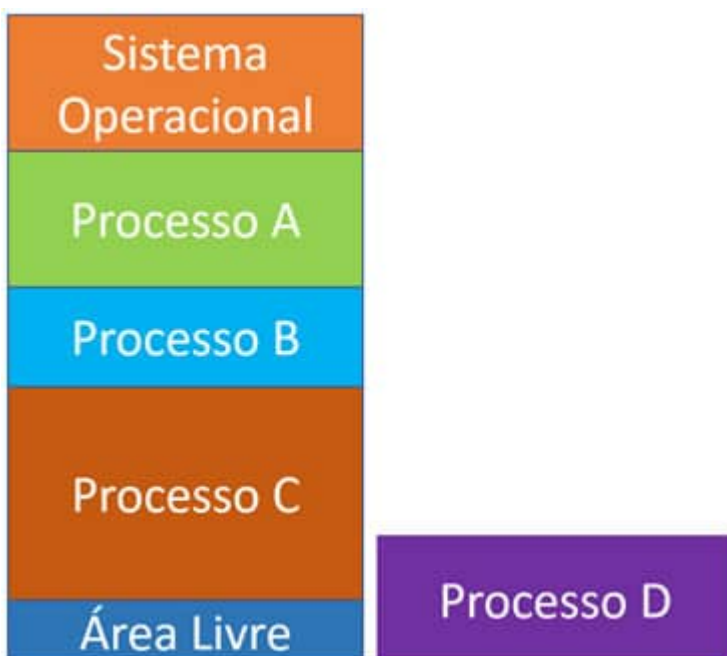 Sistema
Operacional
Processo A
Processo B
Processo C
Processo D
Área Livre